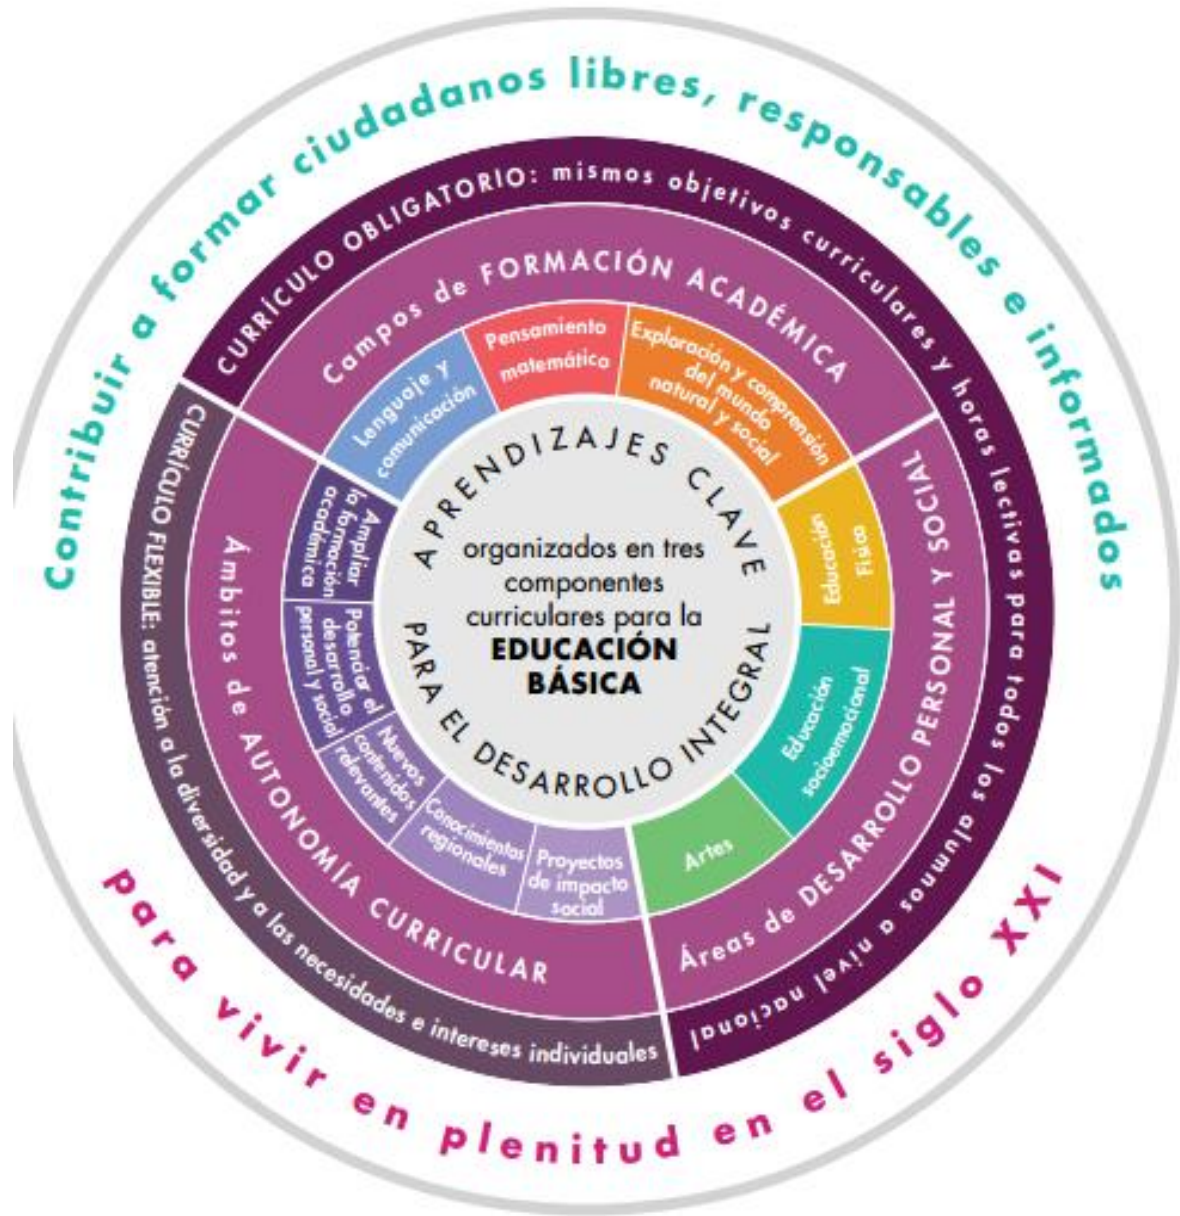 Contribuir a formar ciudadanos libres, responsables e informados
para vivir en plenitud en el siglo XXI
CURRÍCULO OBLIGATORIO: mismos objetivos curriculares y horas lectivas para todos los alumnos a nivel nacional
CURRÍCULO FLEXIBLE: atención a la diversidad y a las necesidades e intereses individuales
Campos de FORMACIÓN ACADÉMICA
Lenguaje y
comunicación
Pensamiento
matemático
Exploración y comprensión
del mundo
natural y social
Áreas de DESARROLLO PERSONAL Y SOCIAL
Educación
Física
Educación
socioemocional
Artes
Ámbitos de AUTONOMÍA CURRICULAR
Ampliar
la formación
académica
Potenciar el
desarrollo
personal y social
Nuevos
contenidos
relevantes
Conocimientos
regionales
Proyectos
de impacto
social
APRENDIZAJES CLAVE
organizados en tres
componentes
curriculares para la
EDUCACIÓN
BÁSICA
PARA EL DESARROLLO INTEGRAL